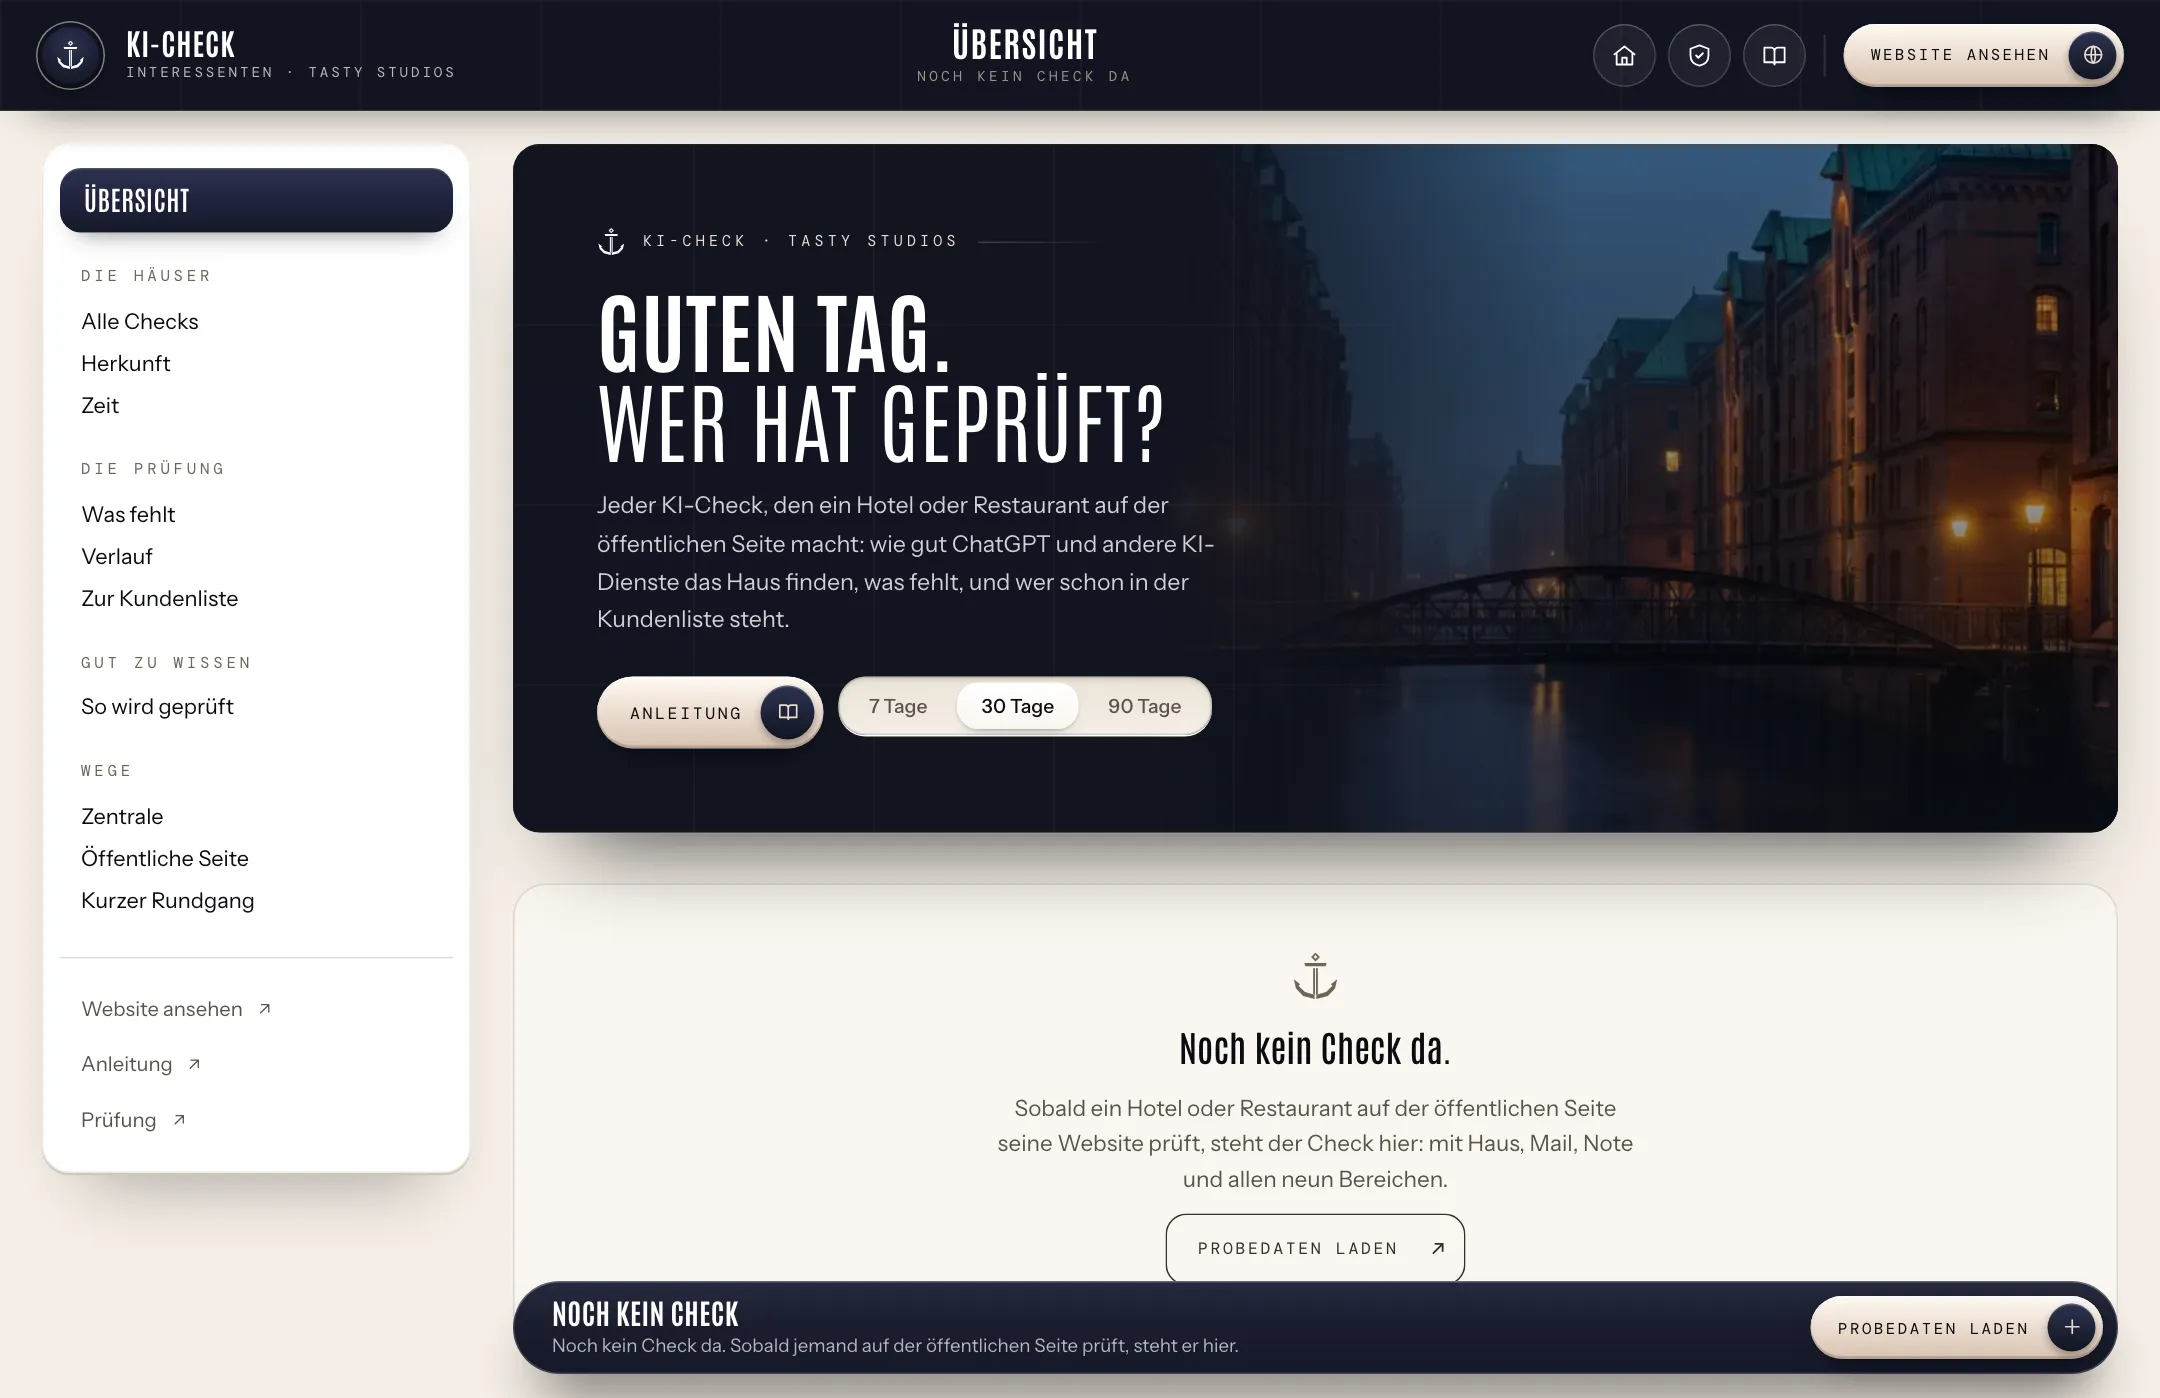 KI-CHECK
INTERESSENTEN · TASTY STUDIOS
ÜBERSICHT
NOCH KEIN CHECK DA
WEBSITE ANSEHEN
ÜBERSICHT
DIE HÄUSER
Alle Checks
Herkunft
Zeit
DIE PRÜFUNG
Was fehlt
Verlauf
Zur Kundenliste
GUT ZU WISSEN
So wird geprüft
WEGE
Zentrale
Öffentliche Seite
Kurzer Rundgang
Website ansehen
Anleitung
Prüfung
KI-CHECK · TASTY STUDIOS
GUTEN TAG.
WER HAT GEPRÜFT?
Jeder KI-Check, den ein Hotel oder Restaurant auf der
öffentlichen Seite macht: wie gut ChatGPT und andere KI-
Dienste das Haus finden, was fehlt, und wer schon in der
Kundenliste steht.
ANLEITUNG
7 Tage
30 Tage
90 Tage
Noch kein Check da.
Sobald ein Hotel oder Restaurant auf der öffentlichen Seite
seine Website prüft, steht der Check hier: mit Haus, Mail, Note
und allen neun Bereichen.
PROBEDATEN LADEN
NOCH KEIN CHECK
Noch kein Check da. Sobald jemand auf der öffentlichen Seite prüft, steht er hier.
PROBEDATEN LADEN